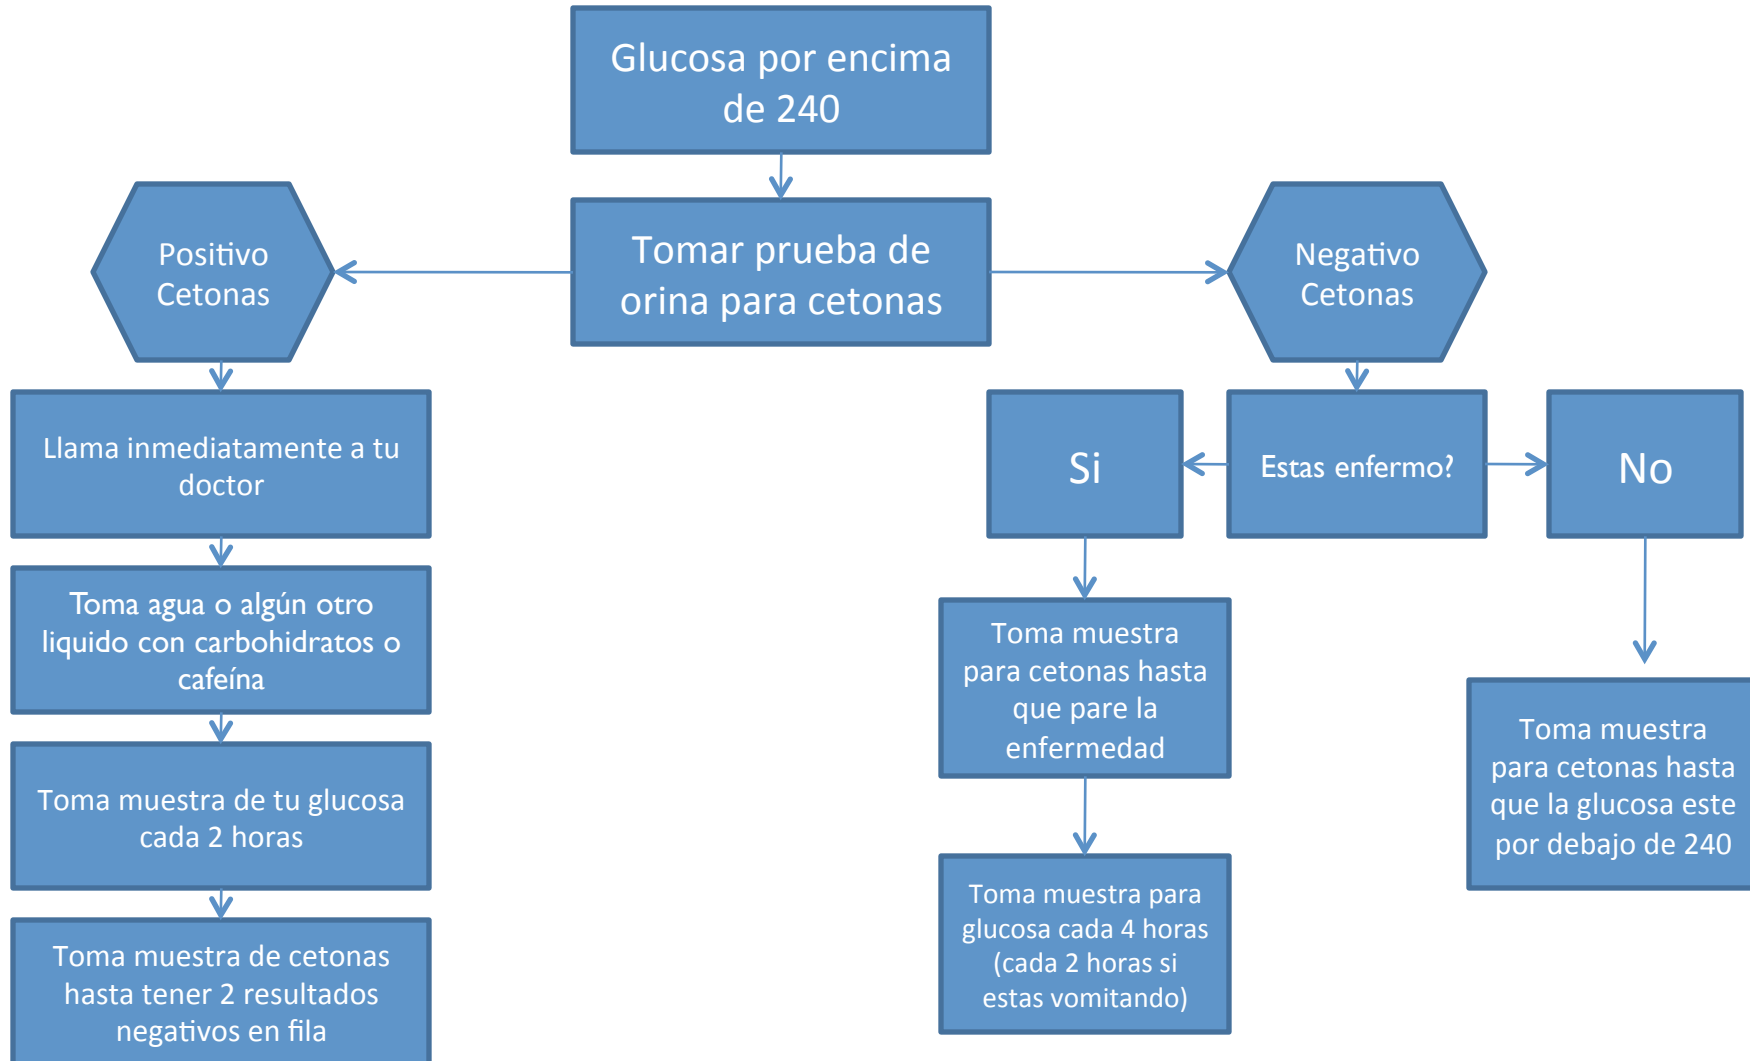 Glucosa por encima
de 240
Tomar prueba de
orina para cetonas
Positivo
Cetonas
Negativo
Cetonas
Llama inmediatamente a tu
doctor
Toma agua o algún otro
liquido con carbohidratos o
cafeína
Toma muestra de tu glucosa
cada 2 horas
Toma muestra de cetonas
hasta tener 2 resultados
negativos en fila
Si
Estas enfermo?
No
Toma muestra
para cetonas hasta
que pare la
enfermedad
Toma muestra para
glucosa cada 4 horas
(cada 2 horas si
estas vomitando)
Toma muestra
para cetonas hasta
que la glucosa este
por debajo de 240